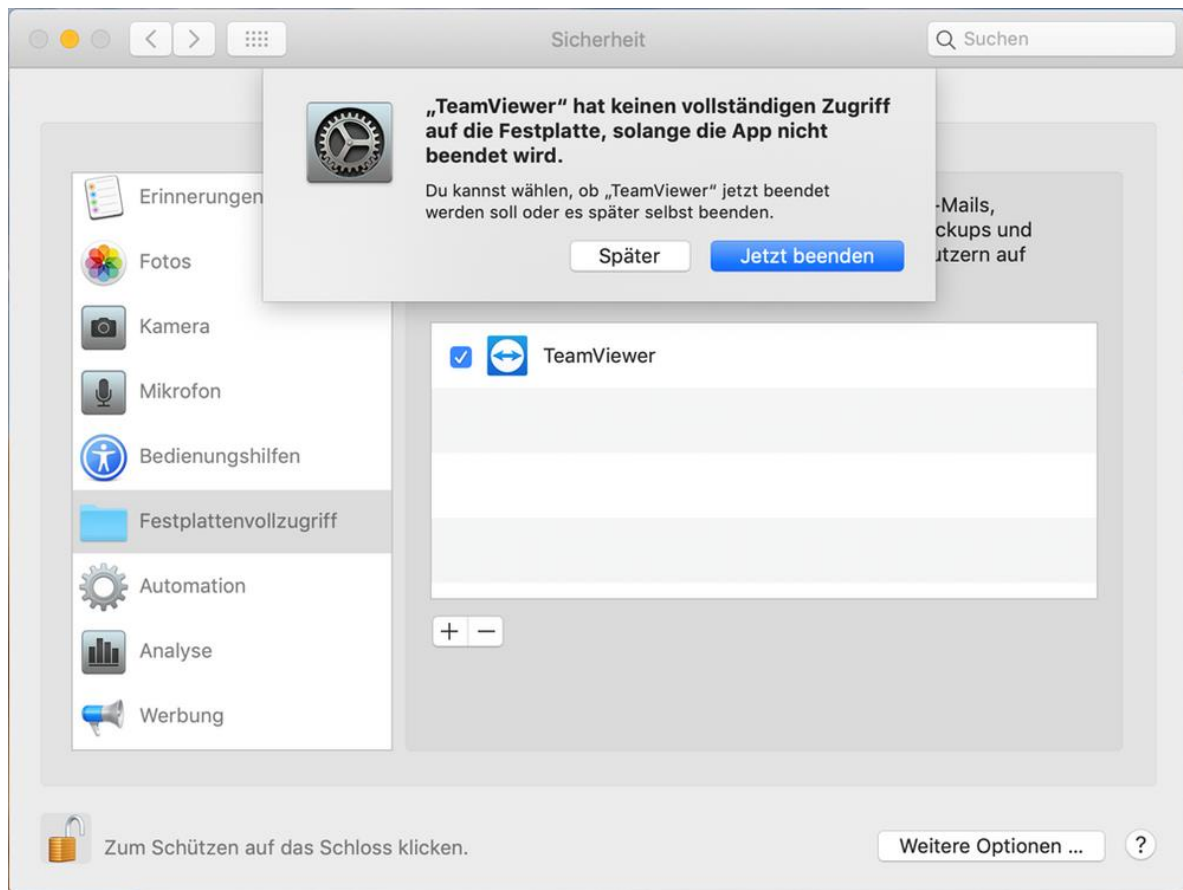 Sicherheit
Suchen
„TeamViewer“ hat keinen vollständigen Zugriff
auf die Festplatte, solange die App nicht
beendet wird.
Du kannst wählen, ob „TeamViewer“ jetzt beendet
werden soll oder es später selbst beenden.
Später
Jetzt beenden
-Mails,
ckups und
utzern auf
Erinnerungen
Fotos
Kamera
Mikrofon
Bedienungshilfen
Festplattenvollzugriff
Automation
Analyse
Werbung
TeamViewer
+ −
Zum Schützen auf das Schloss klicken.
Weitere Optionen ...
?